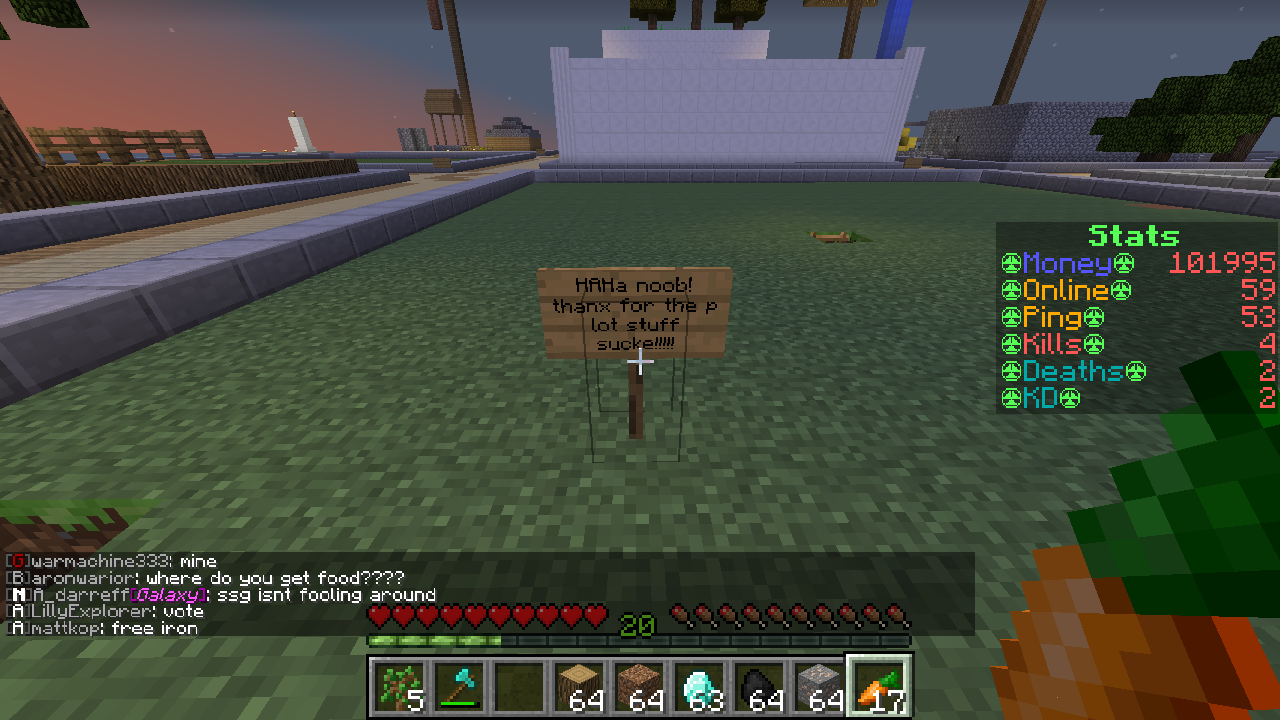 HAHa noob!
thanx for the p
lot stuff
sucke!!!!!
Stats
Money 101995
Online 59
Ping 53
Kills 4
Deaths 2
KD 2
[G]warmachine333: mine
[B]aronwarior: where do you get food????
[M]A_darreff[Galaxy]: ssg isnt fooling around
[A]LillyExplorer: vote
[A]mattkop: free iron
20
5 64 64 63 64 64 17